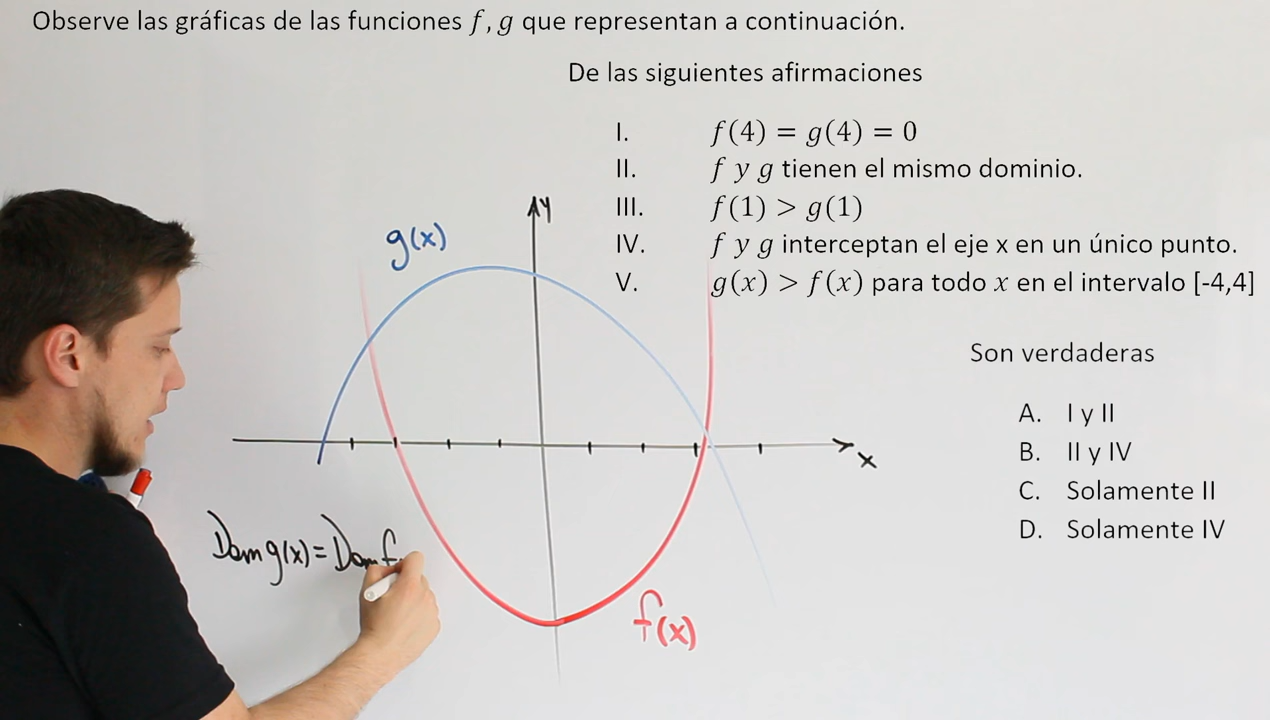 Observe las gráficas de las funciones f, g que representan a continuación.
De las siguientes afirmaciones
I. f(4) = g(4) = 0
II. f y g tienen el mismo dominio.
III. f(1) > g(1)
IV. f y g interceptan el eje x en un único punto.
V. g(x) > f(x) para todo x en el intervalo [-4,4]
Son verdaderas
A. I y II
B. II y IV
C. Solamente II
D. Solamente IV
y
g(x)
x
Dom g(x) = Dom f
f(x)